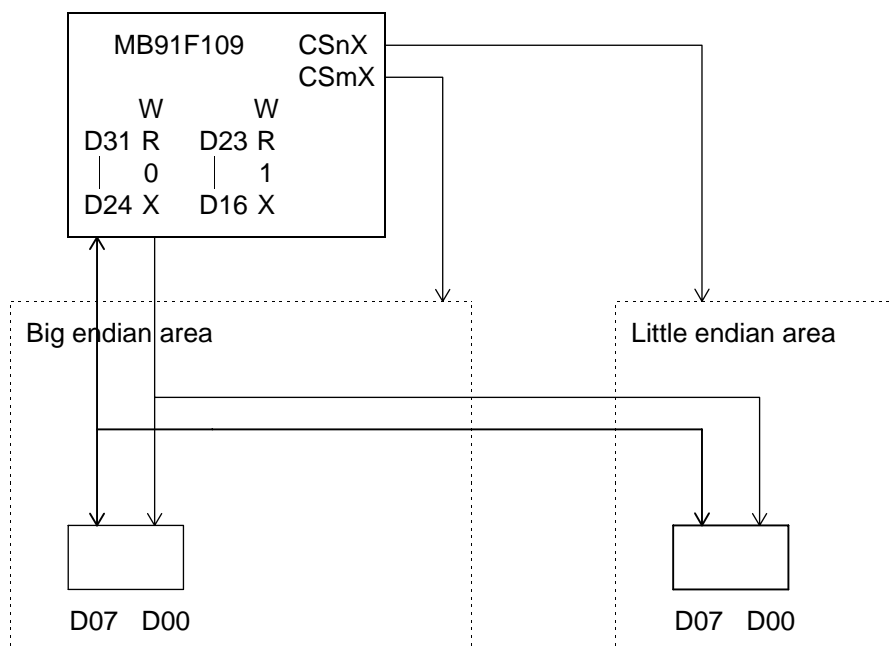 MB91F109 CSnX
CSmX
W W
D31 R D23 R
0 1
D24 X D16 X
Big endian area Little endian area
D07 D00 D07 D00